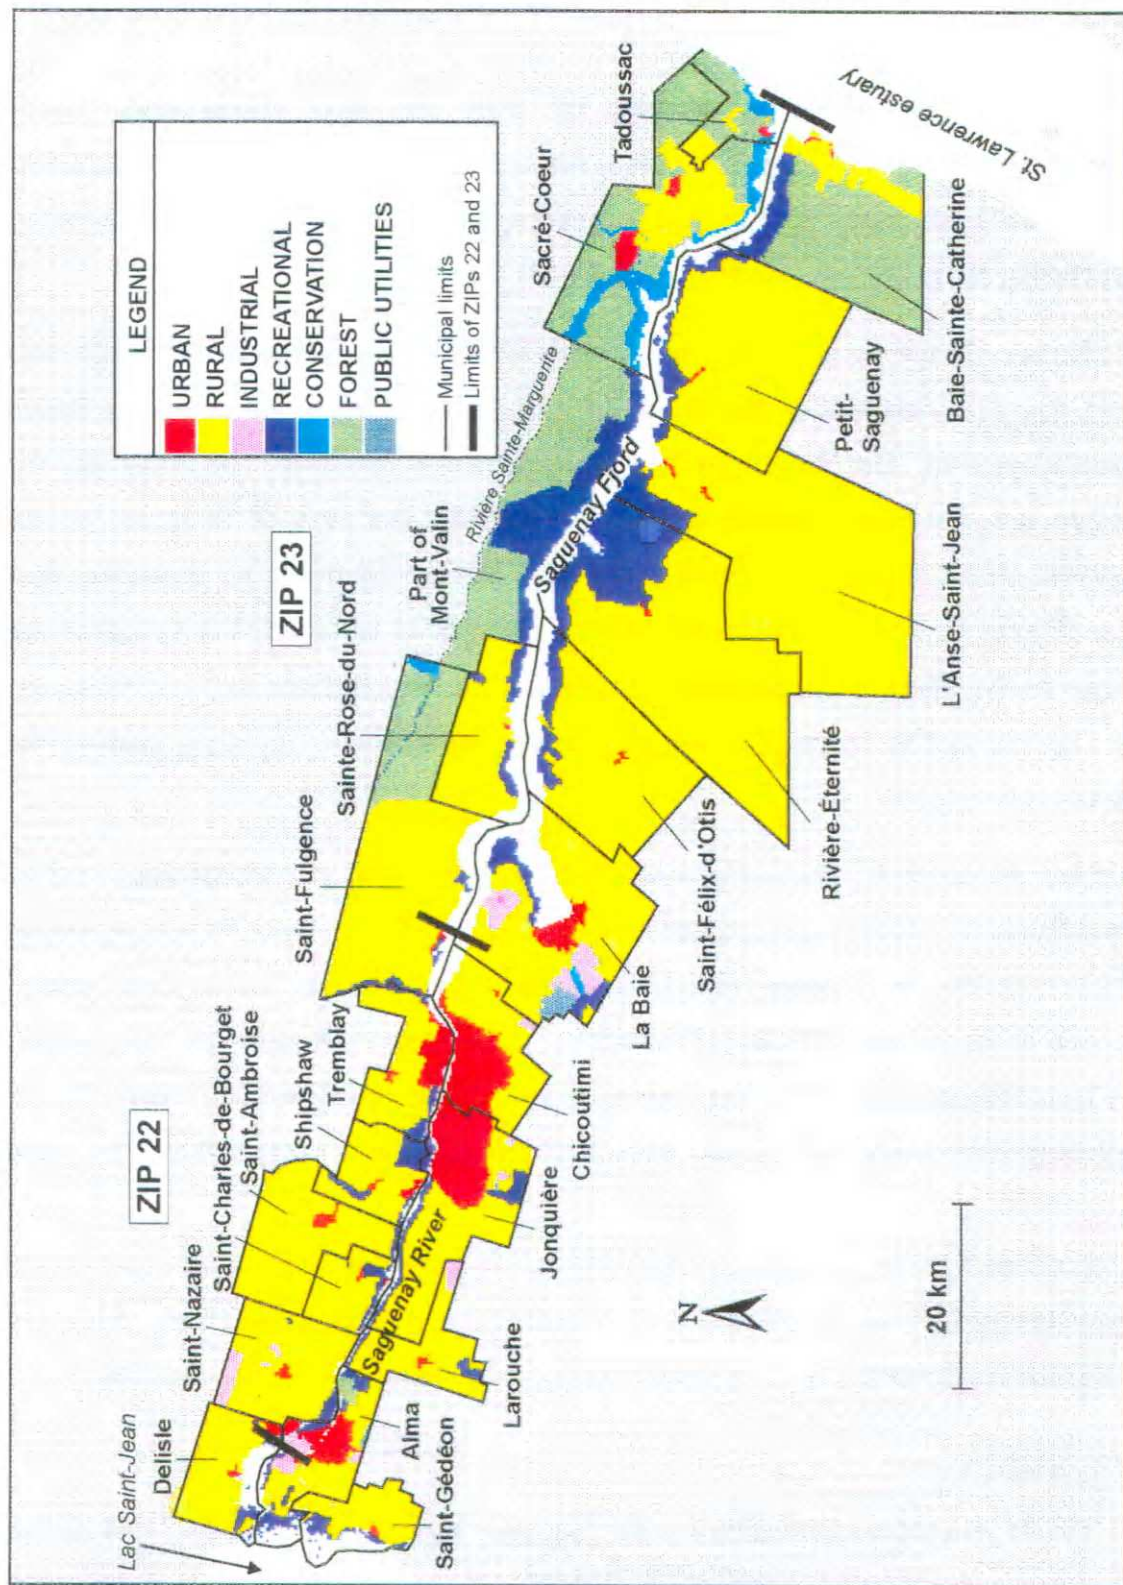 LEGEND
URBAN
RURAL
INDUSTRIAL
RECREATIONAL
CONSERVATION
FOREST
PUBLIC UTILITIES
Municipal limits
Limits of ZIPs 22 and 23
ZIP 22
ZIP 23
Lac Saint-Jean
Delisle
Saint-Nazaire
Saint-Charles-de-Bourget
Saint-Ambroise
Shipshaw
Tremblay
Saint-Fulgence
Sainte-Rose-du-Nord
Part of
Mont-Valin
Rivière Sainte-Marguerite
Sacré-Coeur
Tadoussac
St. Lawrence estuary
Saguenay River
Saguenay Fjord
Saint-Gédéon
Alma
Larouche
Jonquière
Chicoutimi
La Baie
Saint-Félix-d'Otis
Rivière-Éternité
L'Anse-Saint-Jean
Petit-
Saguenay
Baie-Sainte-Catherine
N
20 km